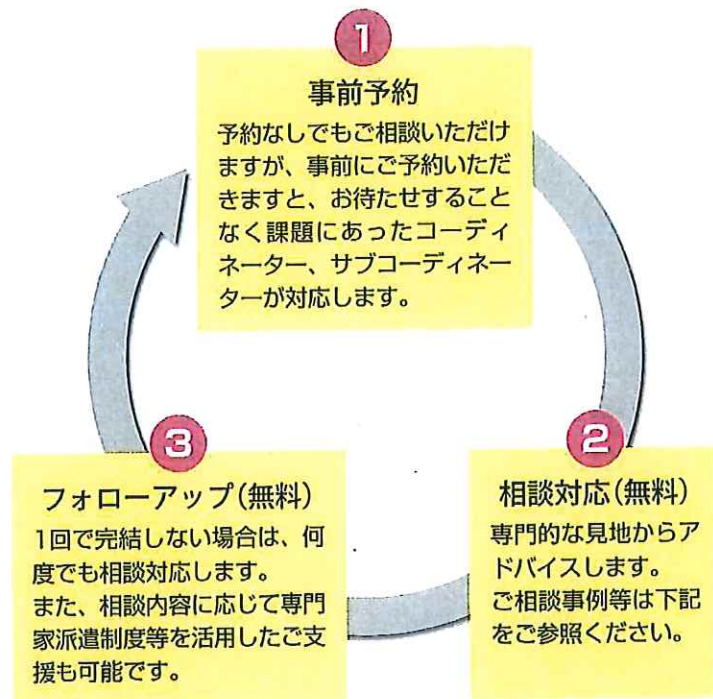 1
事前予約
予約なしでもご相談いただけ
ますが、事前にご予約いただ
きますと、お待たせすること
なく課題にあったコーディ
ネーター、サブコーディネー
ターが対応します。
2
相談対応(無料)
専門的な見地からア
ドバイスします。
ご相談事例等は下記
をご参照ください。
3
フォローアップ(無料)
1回で完結しない場合は、何
度でも相談対応します。
また、相談内容に応じて専門
家派遣制度等を活用したご支
援も可能です。